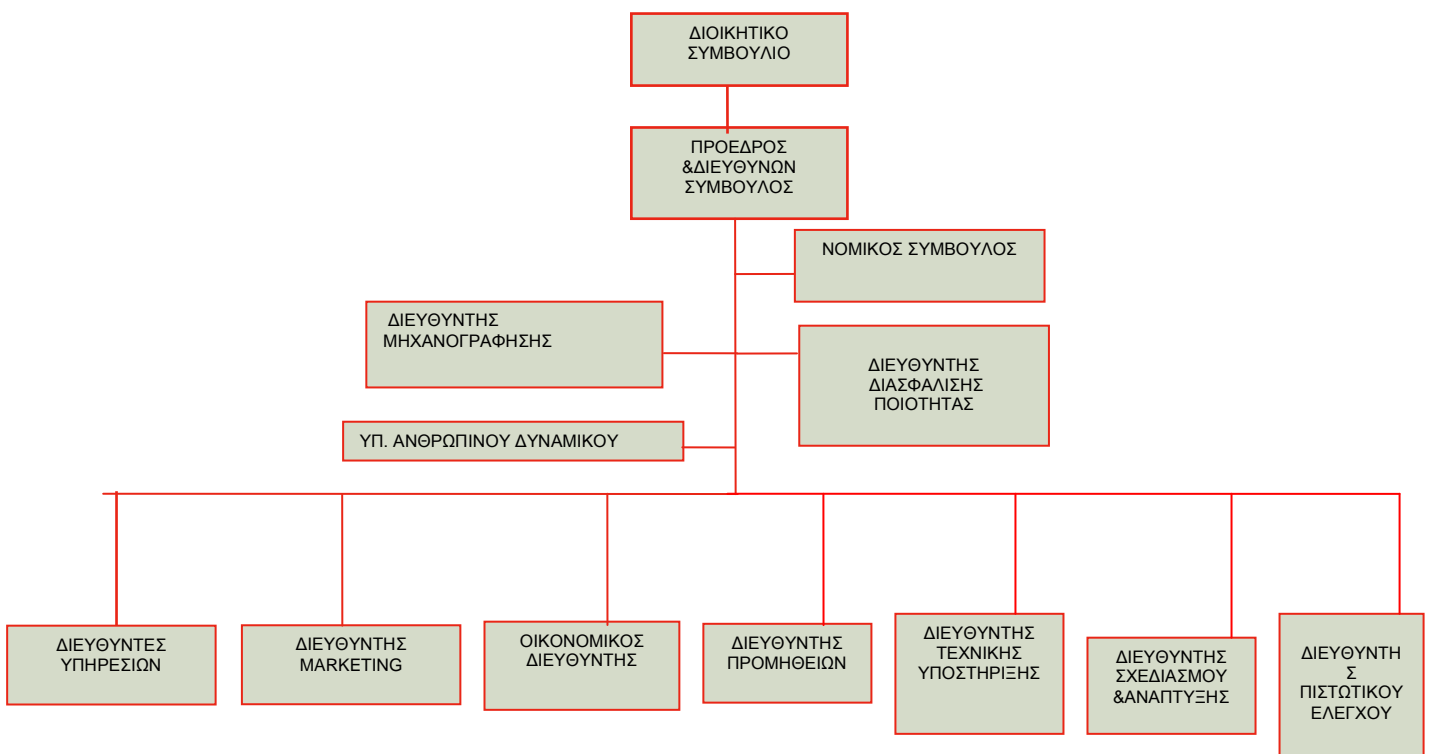 ΔΙΟΙΚΗΤΙΚΟ
ΣΥΜΒΟΥΛΙΟ
ΠΡΟΕΔΡΟΣ
&ΔΙΕΥΘΥΝΩΝ
ΣΥΜΒΟΥΛΟΣ
ΝΟΜΙΚΟΣ ΣΥΜΒΟΥΛΟΣ
ΔΙΕΥΘΥΝΤΗΣ
ΜΗΧΑΝΟΓΡΑΦΗΣΗΣ
ΔΙΕΥΘΥΝΤΗΣ
ΔΙΑΣΦΑΛΙΣΗΣ
ΠΟΙΟΤΗΤΑΣ
ΥΠ. ΑΝΘΡΩΠΙΝΟΥ ΔΥΝΑΜΙΚΟΥ
ΔΙΕΥΘΥΝΤΕΣ
ΥΠΗΡΕΣΙΩΝ
ΔΙΕΥΘΥΝΤΗΣ
MARKETING
ΟΙΚΟΝΟΜΙΚΟΣ
ΔΙΕΥΘΥΝΤΗΣ
ΔΙΕΥΘΥΝΤΗΣ
ΠΡΟΜΗΘΕΙΩΝ
ΔΙΕΥΘΥΝΤΗΣ
ΤΕΧΝΙΚΗΣ
ΥΠΟΣΤΗΡΙΞΗΣ
ΔΙΕΥΘΥΝΤΗΣ
ΣΧΕΔΙΑΣΜΟΥ
&ΑΝΑΠΤΥΞΗΣ
ΔΙΕΥΘΥΝΤΗ
Σ
ΠΙΣΤΩΤΙΚΟΥ
ΕΛΕΓΧΟΥ